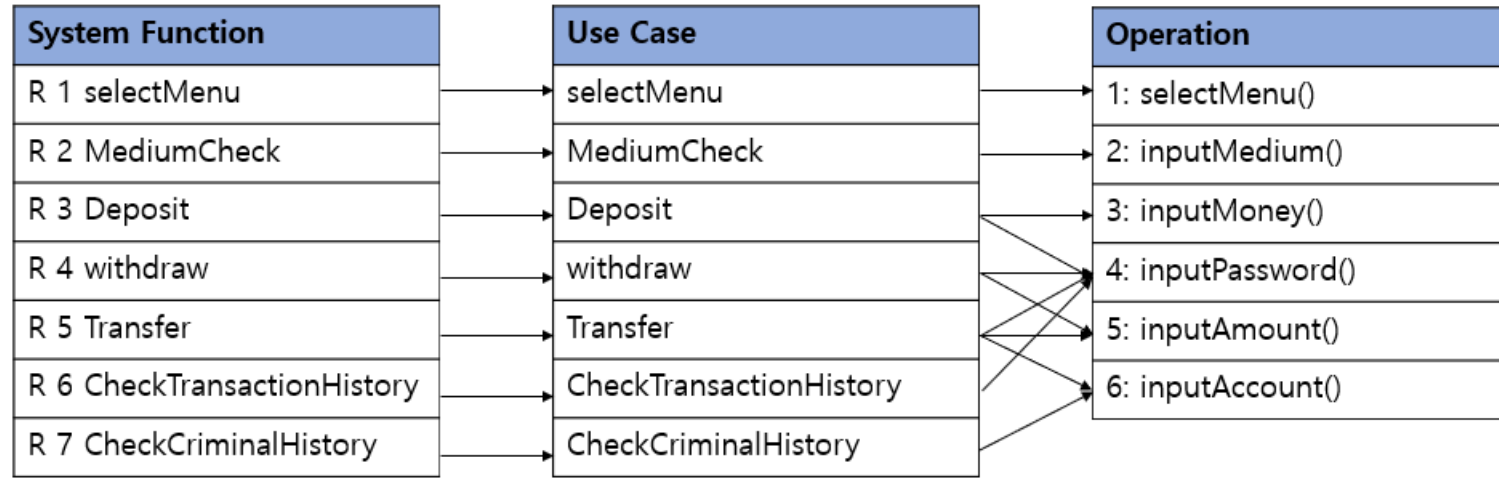 System Function
R 1 selectMenu
R 2 MediumCheck
R 3 Deposit
R 4 withdraw
R 5 Transfer
R 6 CheckTransactionHistory
R 7 CheckCriminalHistory
Use Case
selectMenu
MediumCheck
Deposit
withdraw
Transfer
CheckTransactionHistory
CheckCriminalHistory
Operation
1: selectMenu()
2: inputMedium()
3: inputMoney()
4: inputPassword()
5: inputAmount()
6: inputAccount()